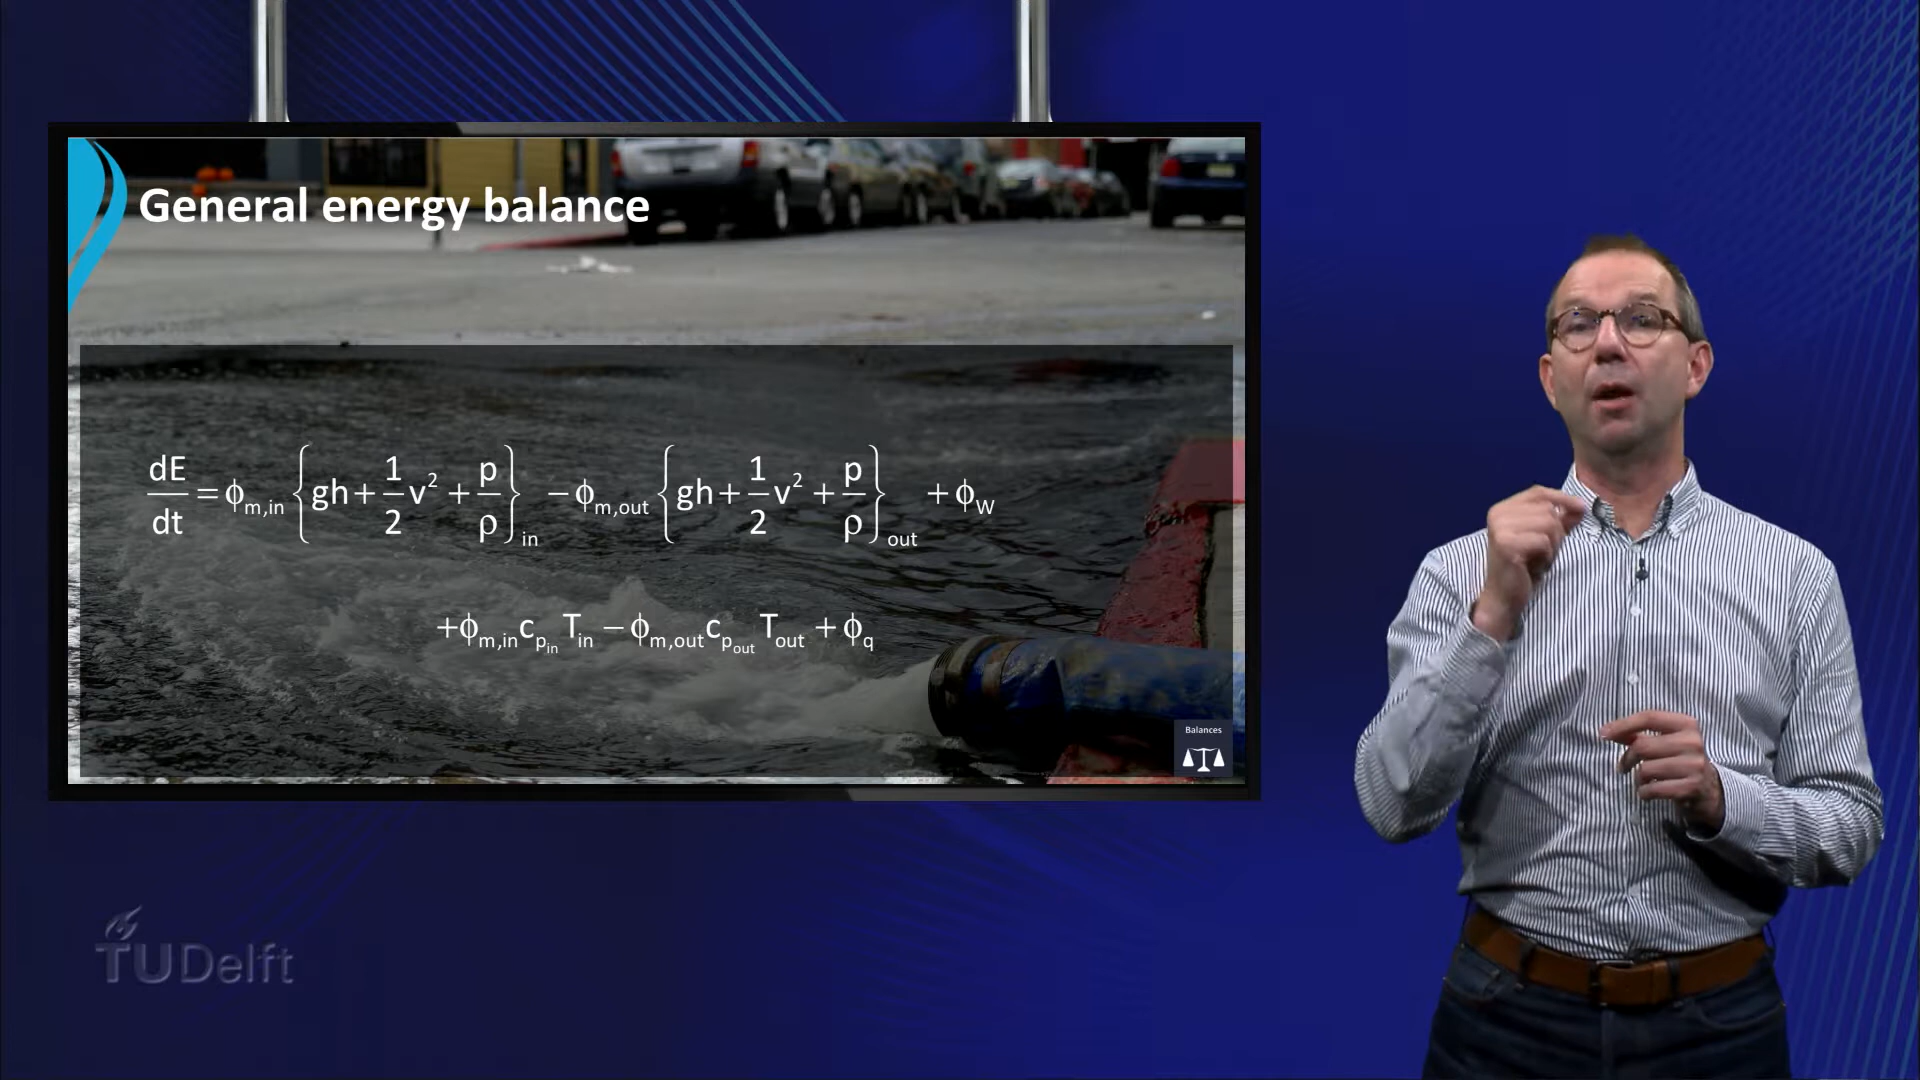 General energy balance
dE/dt = ϕm,in {gh + 1/2 v² + p/ρ}in − ϕm,out {gh + 1/2 v² + p/ρ}out + ϕW
+ϕm,in cpin Tin − ϕm,out cpout Tout + ϕq
Balances
TUDelft